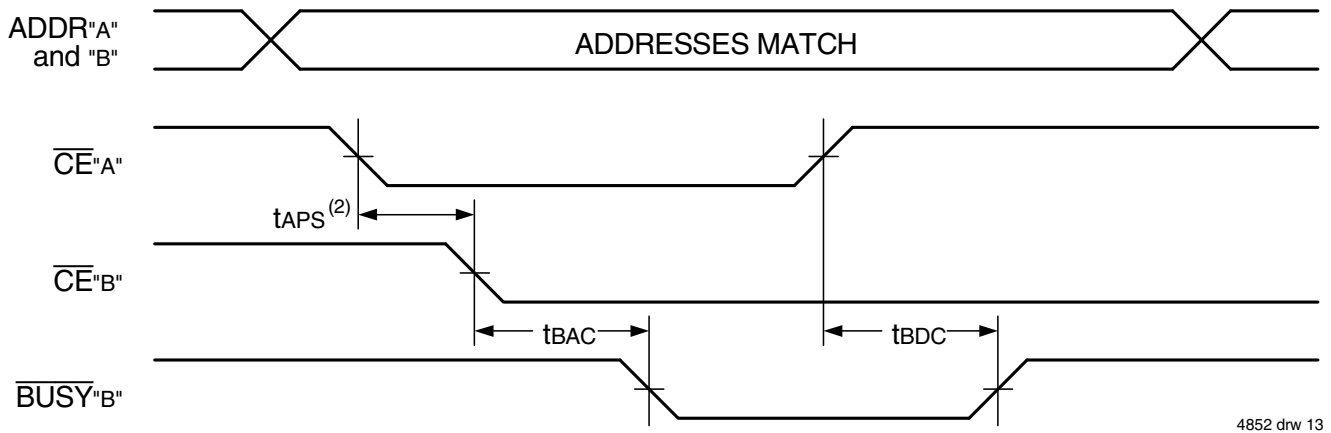 ADDR"A"
and "B"
ADDRESSES MATCH
CE"A"
tAPS(2)
CE"B"
tBAC
tBDC
BUSY"B"
4852 drw 13